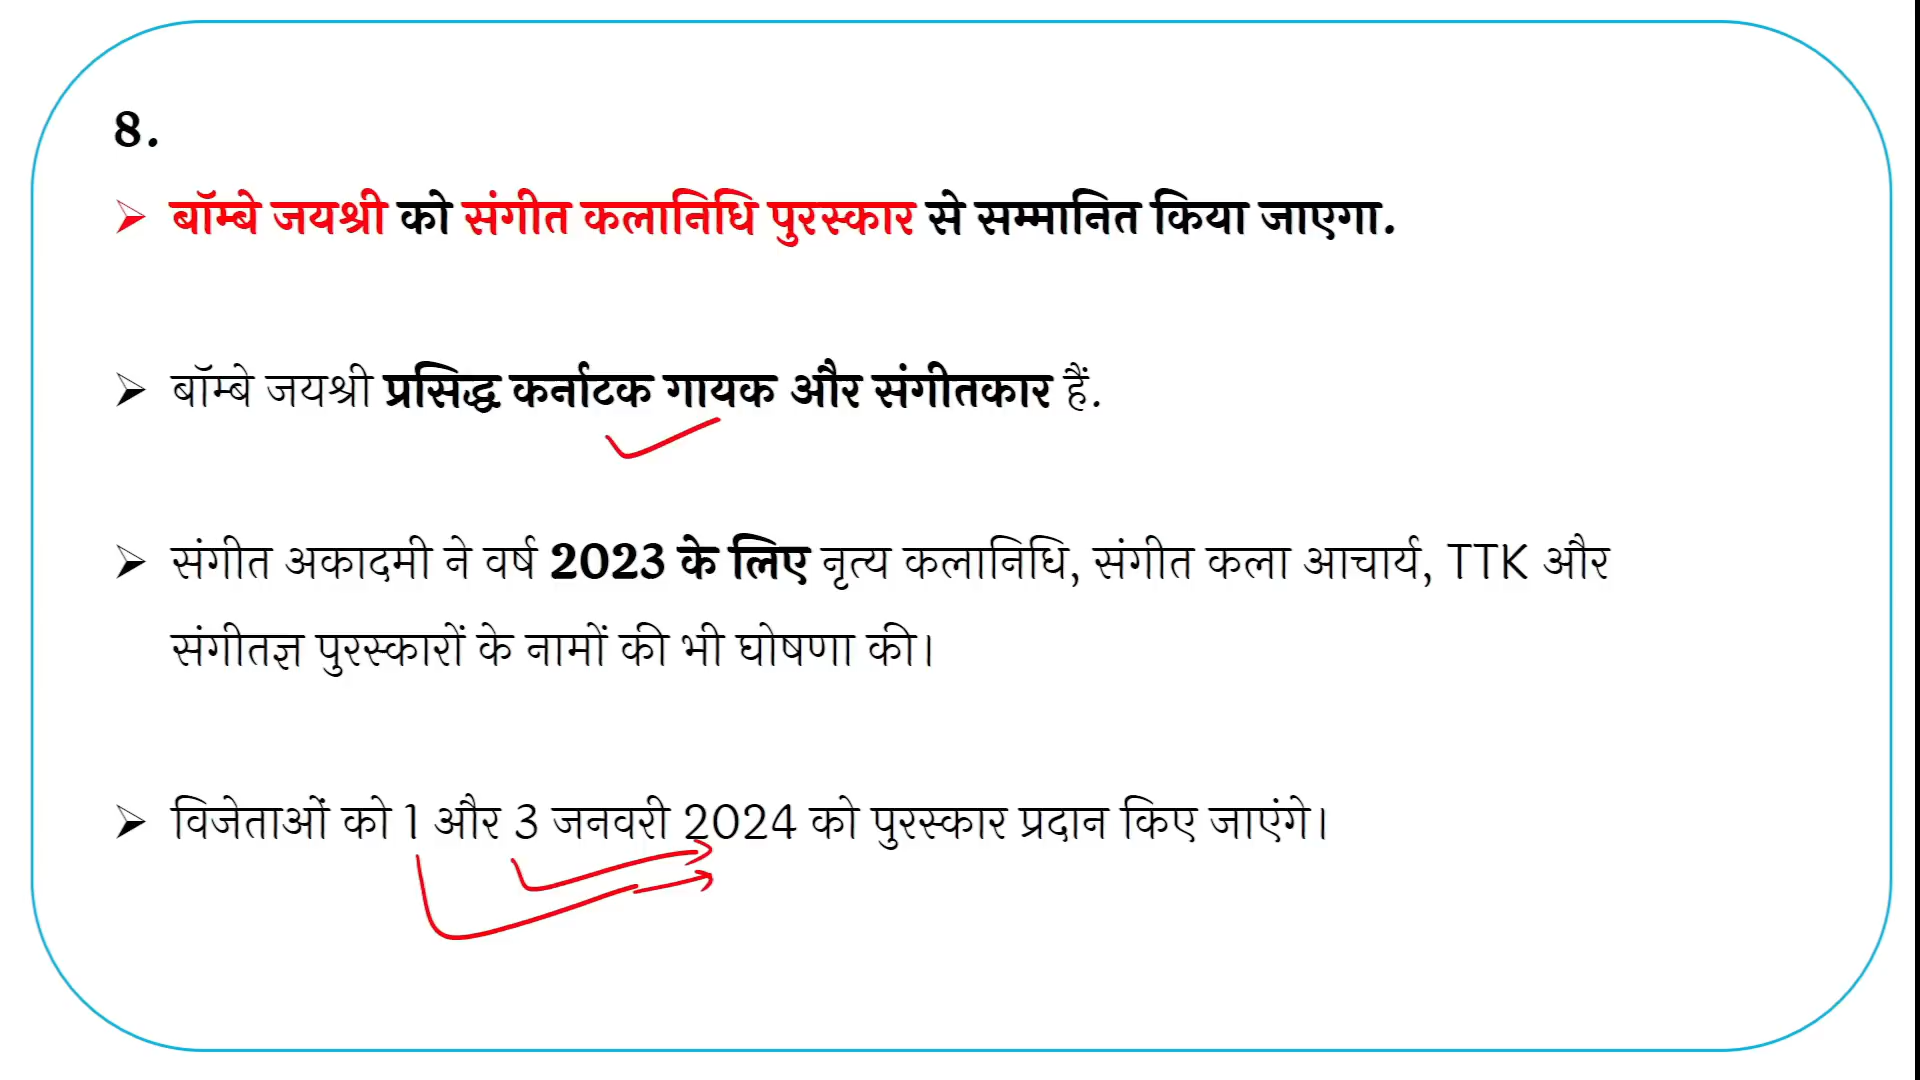 8.
➢ बॉम्बे जयश्री को संगीत कलानिधि पुरस्कार से सम्मानित किया जाएगा.
➢ बॉम्बे जयश्री प्रसिद्ध कर्नाटक गायक और संगीतकार हैं.
➢ संगीत अकादमी ने वर्ष 2023 के लिए नृत्य कलानिधि, संगीत कला आचार्य, TTK और
संगीतज्ञ पुरस्कारों के नामों की भी घोषणा की।
➢ विजेताओं को 1 और 3 जनवरी 2024 को पुरस्कार प्रदान किए जाएंगे।